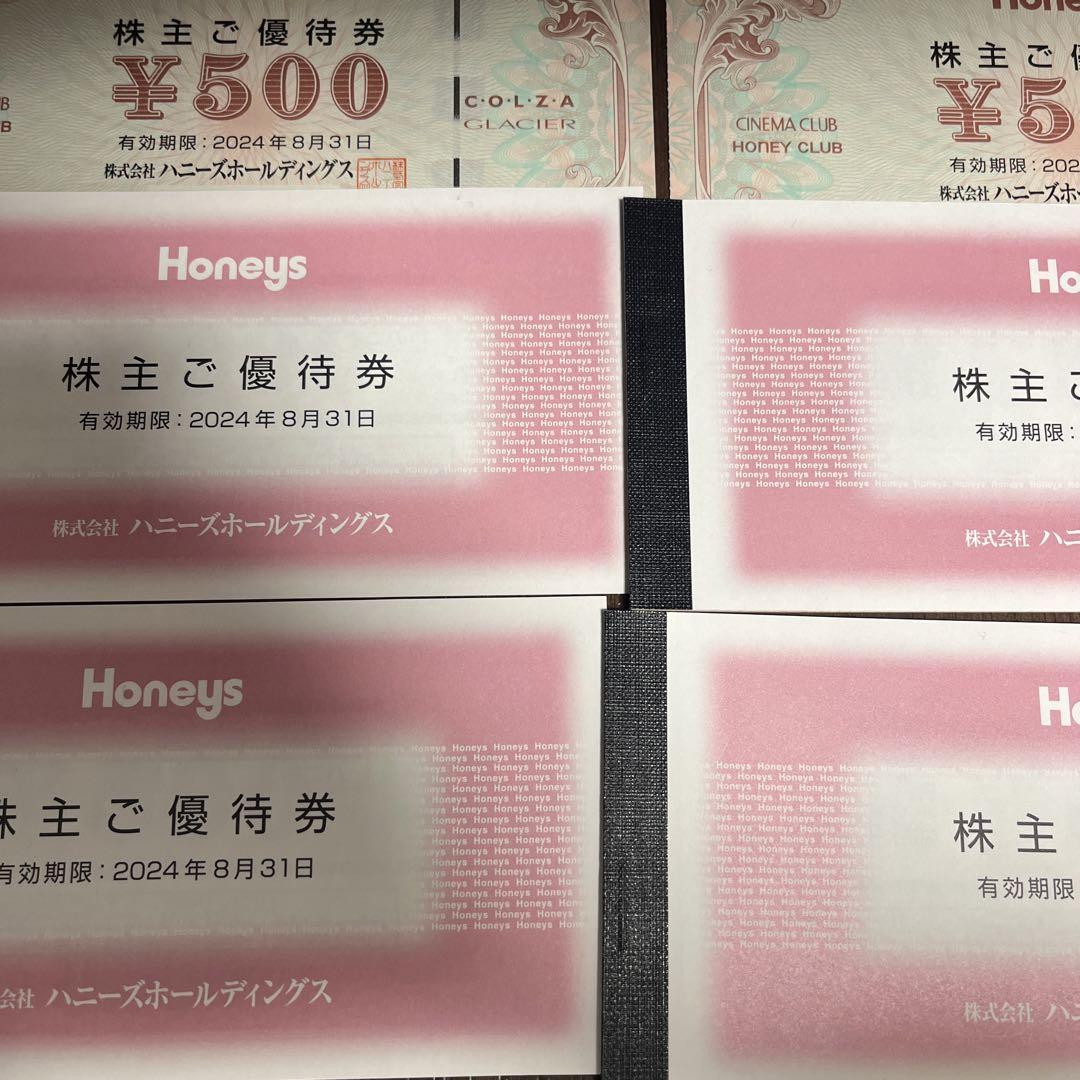 株主ご優待券
¥500
有効期限：2024年8月31日
株式会社 ハニーズホールディングス
C・O・L・Z・A
GLACIER
CINEMA CLUB
HONEY CLUB
株主ご
¥5
有効期限：202
株式会社
Honeys
株主ご優待券
有効期限：2024年8月31日
株式会社 ハニーズホールディングス
Ho
株主
有効期限：
株式会社 ハニ
Honeys
株主ご優待券
有効期限：2024年8月31日
会社 ハニーズホールディングス
H
株主
有効期限
株式会社 ハニ